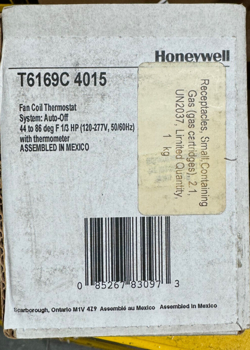 Honeywell
T6169C 4015
Fan Coil Thermostat
System: Auto-Off
44 to 86 deg F 1/3 HP (120-277V, 50/60Hz)
with thermometer
ASSEMBLED IN MEXICO
Receptacles, Small Containing
Gas (gas cartridges), 2.1,
UN2037, Limited Quantity,
1 kg
0 85267 83097 3
Scarborough, Ontario M1V 4Z9 Assemblé au Mexico Assembled in Mexico